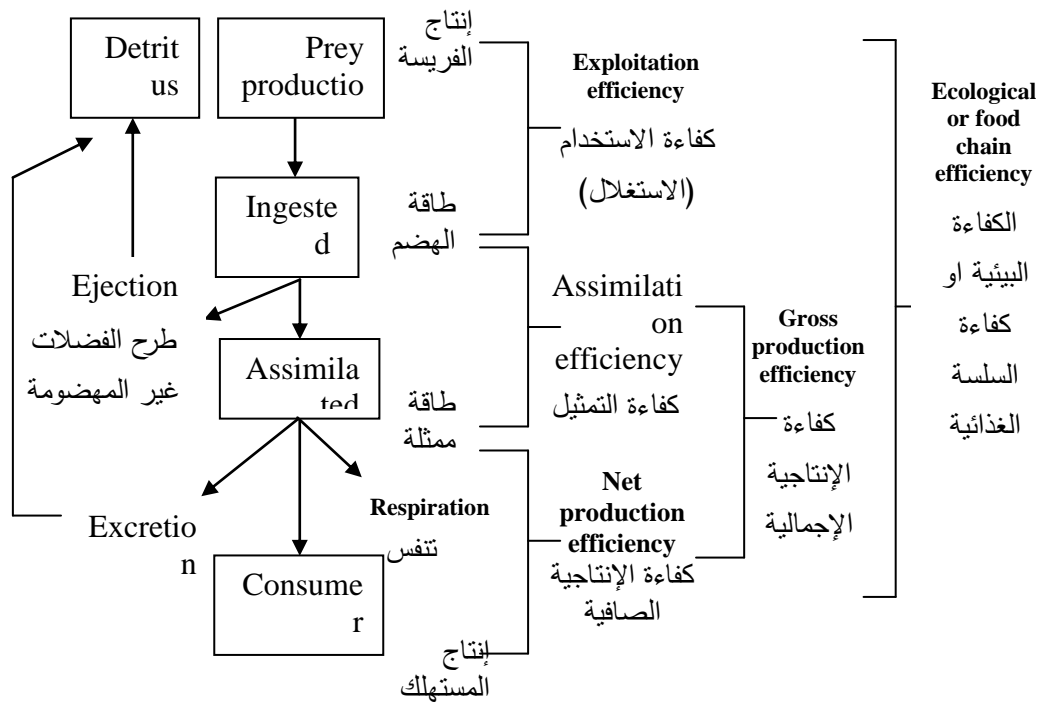 Detrit
us
Prey
productio
إنتاج
الفريسة
Exploitation
efficiency
كفاءة الاستخدام
(الاستغلال)
Ecological
or food
chain
efficiency
الكفاءة
البيئية او
كفاءة
السلسة
الغذائية
Ingeste
d
طاقة
الهضم
Ejection
طرح الفضلات
غير المهضومة
Assimilati
on
efficiency
كفاءة التمثيل
Gross
production
efficiency
كفاءة
الإنتاجية
الإجمالية
Assimila
ted
طاقة
ممثلة
Excretio
n
Respiration
تنفس
Net
production
efficiency
كفاءة الإنتاجية
الصافية
Consume
r
إنتاج
المستهلك